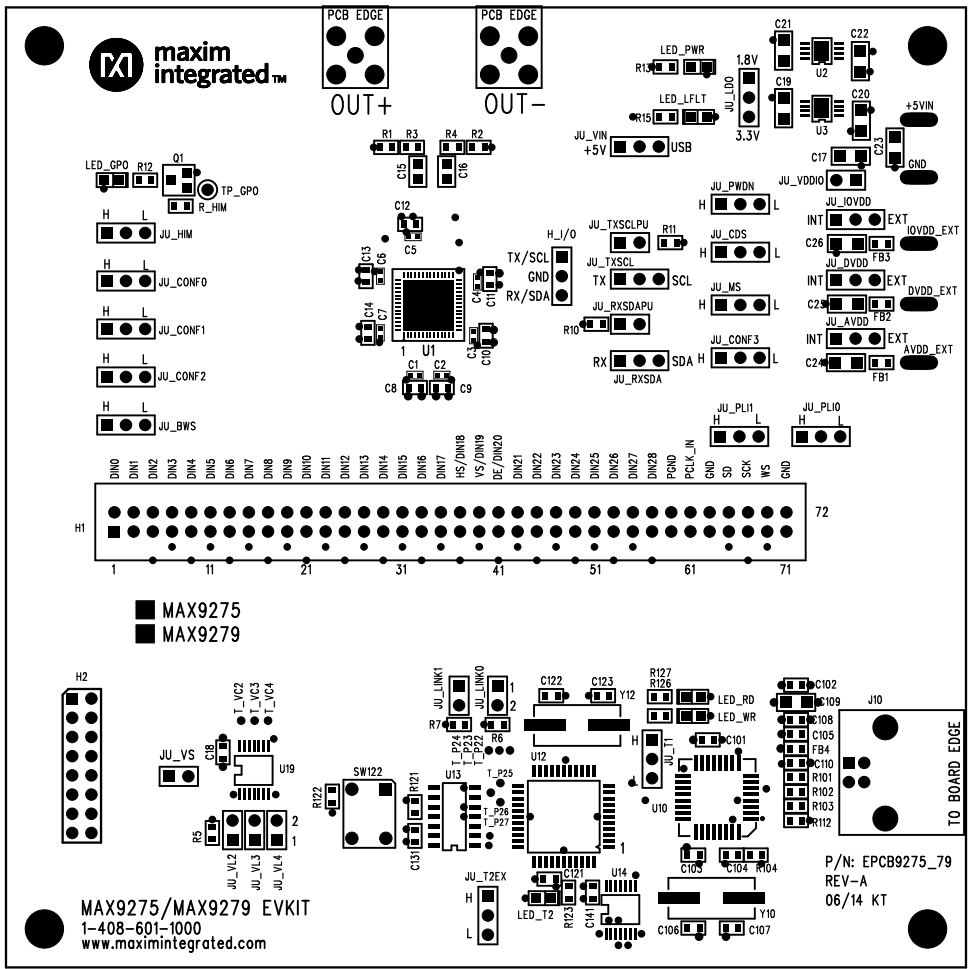 PCB EDGE
OUT+
PCB EDGE
OUT-
maxim
integrated™
LED_PWR
R13
LED_LFLT
R15
JU_LDO
1.8V
3.3V
C21
U2
C22
C19
U3
C20
+5VIN
C23
C17
GND
JU_VIN
+5V
USB
JU_VDDIO
R1
R3
R4
R2
C15
C16
LED_GPO
R12
Q1
TP_GPO
R_HIM
H
L
JU_HIM
H
L
JU_CONF0
H
L
JU_CONF1
H
L
JU_CONF2
H
L
JU_BWS
C12
C5
C13
C6
C14
C7
1
U1
C4
C11
C3
C10
C1
C2
C8
C9
H_I/O
TX/SCL
GND
RX/SDA
JU_TXSCLPU
R11
JU_TXSCL
TX
SCL
JU_RXSDAPU
R10
RX
SDA
JU_RXSDA
JU_PWDN
H
L
JU_CDS
H
L
JU_MS
H
L
JU_CONF3
H
L
JU_IOVDD
INT
EXT
C26
FB3
IOVDD_EXT
JU_DVDD
INT
EXT
C25
FB2
DVDD_EXT
JU_AVDD
INT
EXT
C24
FB1
AVDD_EXT
JU_PLI1
H
L
JU_PLI0
H
L
DIN0
DIN1
DIN2
DIN3
DIN4
DIN5
DIN6
DIN7
DIN8
DIN9
DIN10
DIN11
DIN12
DIN13
DIN14
DIN15
DIN16
DIN17
HS/DIN18
VS/DIN19
DE/DIN20
DIN21
DIN22
DIN23
DIN24
DIN25
DIN26
DIN27
DIN28
PGND
PCLK_IN
GND
SD
SCK
WS
GND
H1
72
1
11
21
31
41
51
61
71
MAX9275
MAX9279
H2
T_VC2
T_VC3
T_VC4
C18
U19
JU_VS
R5
2
1
JU_VL2
JU_VL3
JU_VL4
SW122
R122
R121
C131
JU_LINK1
JU_LINK0
1
2
R7
R6
T_P24
T_P23
T_P22
U13
T_P25
T_P26
T_P27
U12
1
C122
C123
Y12
R127
R126
LED_RD
LED_WR
C101
H
L
JU_T1
U10
C102
C109
C108
C105
FB4
C110
R101
R102
R103
R112
J10
TO BOARD EDGE
C103
C104
R104
Y10
C106
C107
JU_T2EX
H
L
C121
LED_T2
R123
C141
U14
P/N: EPCB9275_79
REV-A
06/14 KT
MAX9275/MAX9279 EVKIT
1-408-601-1000
www.maximintegrated.com